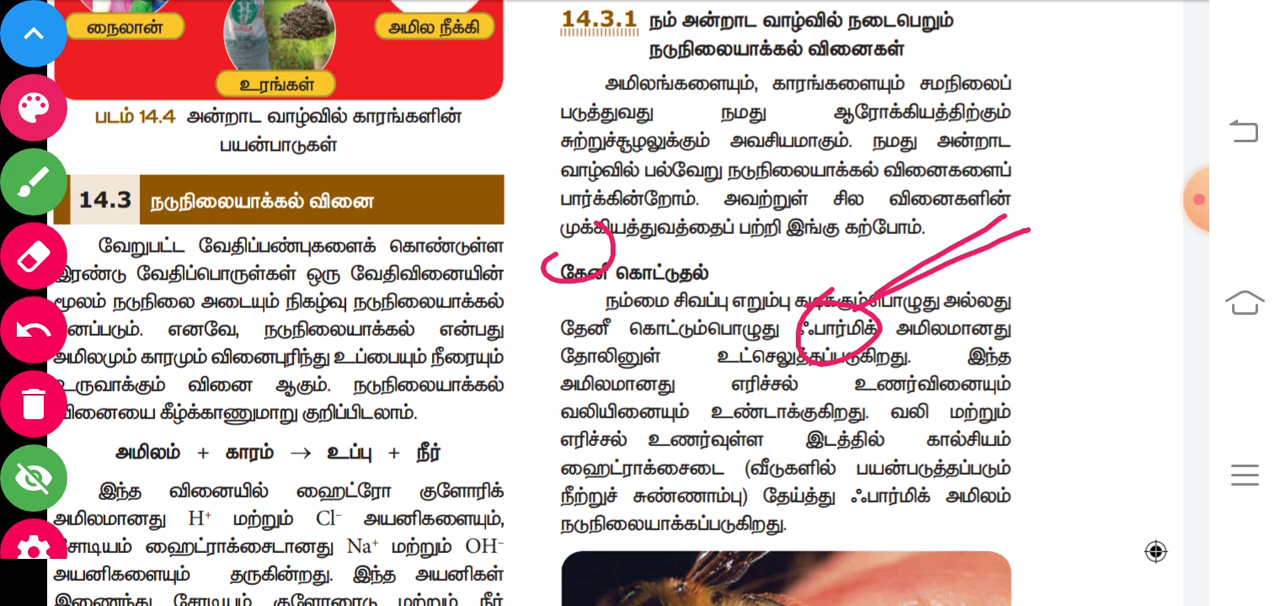 நைலான்
அமில நீக்கி
உரங்கள்
படம் 14.4 அன்றாட வாழ்வில் காரங்களின்
பயன்பாடுகள்
14.3 நடுநிலையாக்கல் வினை
வேறுபட்ட வேதிப்பண்புகளைக் கொண்டுள்ள
இரண்டு வேதிப்பொருள்கள் ஒரு வேதிவினையின்
மூலம் நடுநிலை அடையும் நிகழ்வு நடுநிலையாக்கல்
எனப்படும். எனவே, நடுநிலையாக்கல் என்பது
அமிலமும் காரமும் வினைபுரிந்து உப்பையும் நீரையும்
உருவாக்கும் வினை ஆகும். நடுநிலையாக்கல்
வினையை கீழ்க்காணுமாறு குறிப்பிடலாம்.
அமிலம் + காரம் → உப்பு + நீர்
இந்த வினையில் ஹைட்ரோ குளோரிக்
அமிலமானது H⁺ மற்றும் Cl⁻ அயனிகளையும்,
சோடியம் ஹைட்ராக்சைடானது Na⁺ மற்றும் OH⁻
அயனிகளையும் தருகின்றது. இந்த அயனிகள்
இணைந்து சோடியம் குளோரைடு மற்றும் நீர்
14.3.1 நம் அன்றாட வாழ்வில் நடைபெறும்
நடுநிலையாக்கல் வினைகள்
அமிலங்களையும், காரங்களையும் சமநிலைப்
படுத்துவது நமது ஆரோக்கியத்திற்கும்
சுற்றுச்சூழலுக்கும் அவசியமாகும். நமது அன்றாட
வாழ்வில் பல்வேறு நடுநிலையாக்கல் வினைகளைப்
பார்க்கின்றோம். அவற்றுள் சில வினைகளின்
முக்கியத்துவத்தைப் பற்றி இங்கு கற்போம்.
தேனீ கொட்டுதல்
நம்மை சிவப்பு எறும்பு கடிக்கும்பொழுது அல்லது
தேனீ கொட்டும்பொழுது ஃபார்மிக் அமிலமானது
தோலினுள் உட்செலுத்தப்படுகிறது. இந்த
அமிலமானது எரிச்சல் உணர்வினையும்
வலியினையும் உண்டாக்குகிறது. வலி மற்றும்
எரிச்சல் உணர்வுள்ள இடத்தில் கால்சியம்
ஹைட்ராக்சைடை (வீடுகளில் பயன்படுத்தப்படும்
நீற்றுச் சுண்ணாம்பு) தேய்த்து ஃபார்மிக் அமிலம்
நடுநிலையாக்கப்படுகிறது.